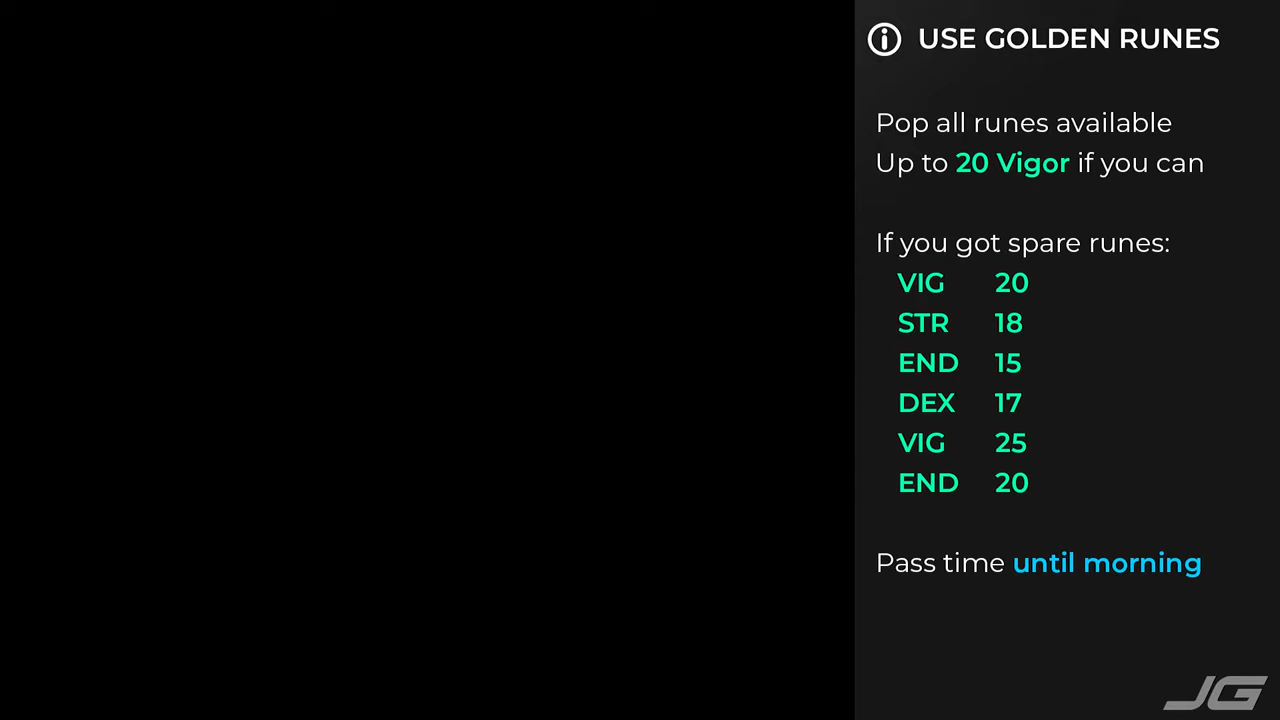 USE GOLDEN RUNES
Pop all runes available
Up to 20 Vigor if you can
If you got spare runes:
VIG 20
STR 18
END 15
DEX 17
VIG 25
END 20
Pass time until morning
JG